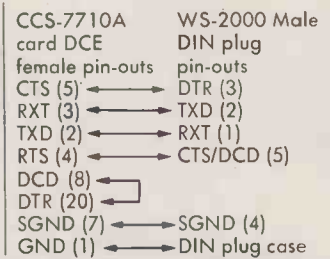 CCS-7710A WS-2000 Male
card DCE DIN plug
female pin-outs pin-outs
CTS (5) DTR (3)
RXT (3) TXD (2)
TXD (2) RXT (1)
RTS (4) CTS/DCD (5)
DCD (8)
DTR (20)
SGND (7) SGND (4)
GND (1) DIN plug case